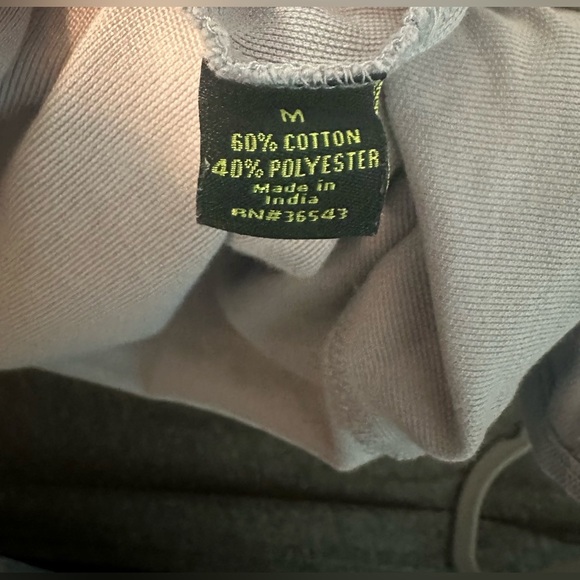 M
60% COTTON
40% POLYESTER
Made in
India
RN#36543